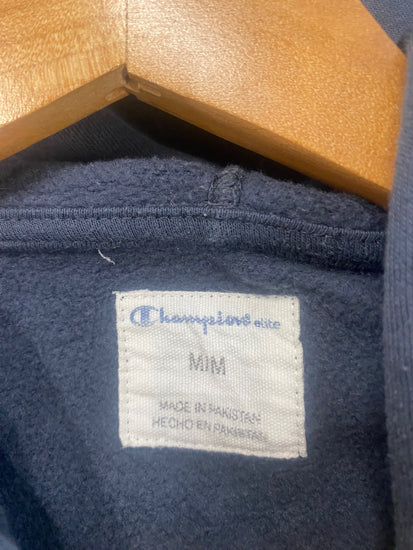 Champion elite
M/M
MADE IN PAKISTAN
HECHO EN PAKISTAN